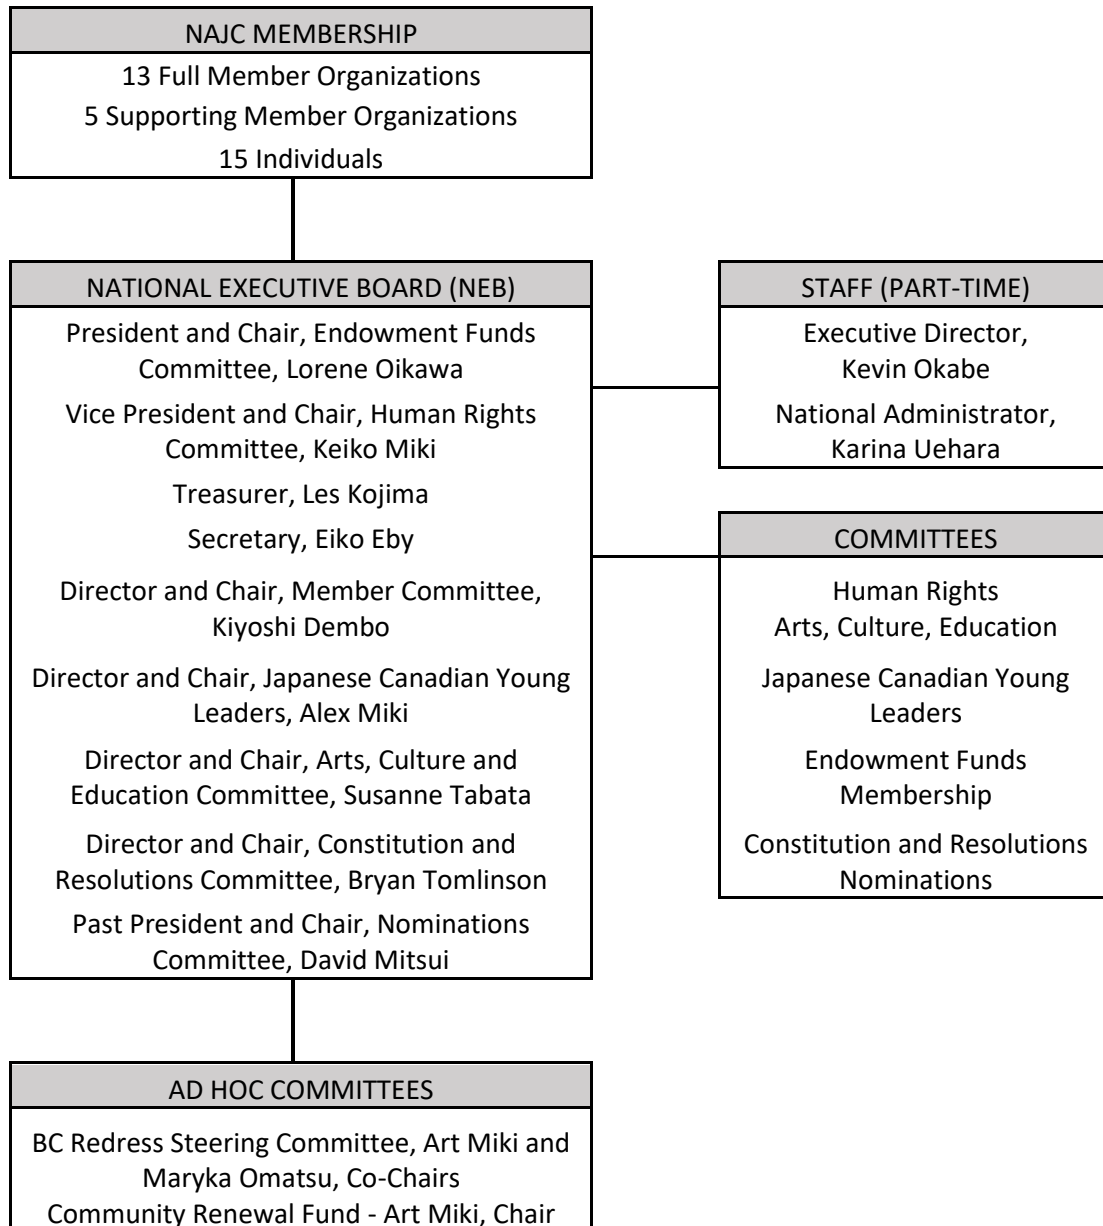 NAJC MEMBERSHIP
13 Full Member Organizations
5 Supporting Member Organizations
15 Individuals
NATIONAL EXECUTIVE BOARD (NEB)
President and Chair, Endowment Funds
Committee, Lorene Oikawa
Vice President and Chair, Human Rights
Committee, Keiko Miki
Treasurer, Les Kojima
Secretary, Eiko Eby
Director and Chair, Member Committee,
Kiyoshi Dembo
Director and Chair, Japanese Canadian Young
Leaders, Alex Miki
Director and Chair, Arts, Culture and
Education Committee, Susanne Tabata
Director and Chair, Constitution and
Resolutions Committee, Bryan Tomlinson
Past President and Chair, Nominations
Committee, David Mitsui
STAFF (PART-TIME)
Executive Director,
Kevin Okabe
National Administrator,
Karina Uehara
COMMITTEES
Human Rights
Arts, Culture, Education
Japanese Canadian Young
Leaders
Endowment Funds
Membership
Constitution and Resolutions
Nominations
AD HOC COMMITTEES
BC Redress Steering Committee, Art Miki and
Maryka Omatsu, Co-Chairs
Community Renewal Fund - Art Miki, Chair